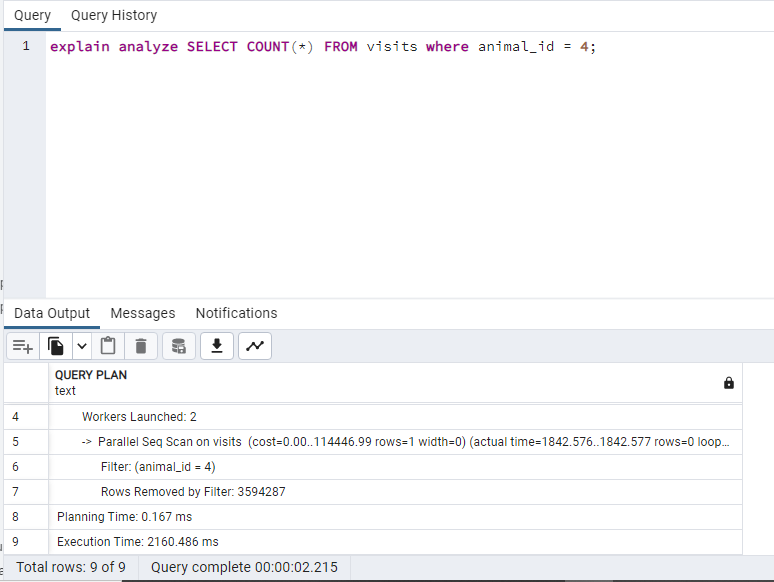 Query Query History
1 explain analyze SELECT COUNT(*) FROM visits where animal_id = 4;
Data Output Messages Notifications
QUERY PLAN
text
4 Workers Launched: 2
5 -> Parallel Seq Scan on visits (cost=0.00..114446.99 rows=1 width=0) (actual time=1842.576..1842.577 rows=0 loop...
6 Filter: (animal_id = 4)
7 Rows Removed by Filter: 3594287
8 Planning Time: 0.167 ms
9 Execution Time: 2160.486 ms
Total rows: 9 of 9 Query complete 00:00:02.215